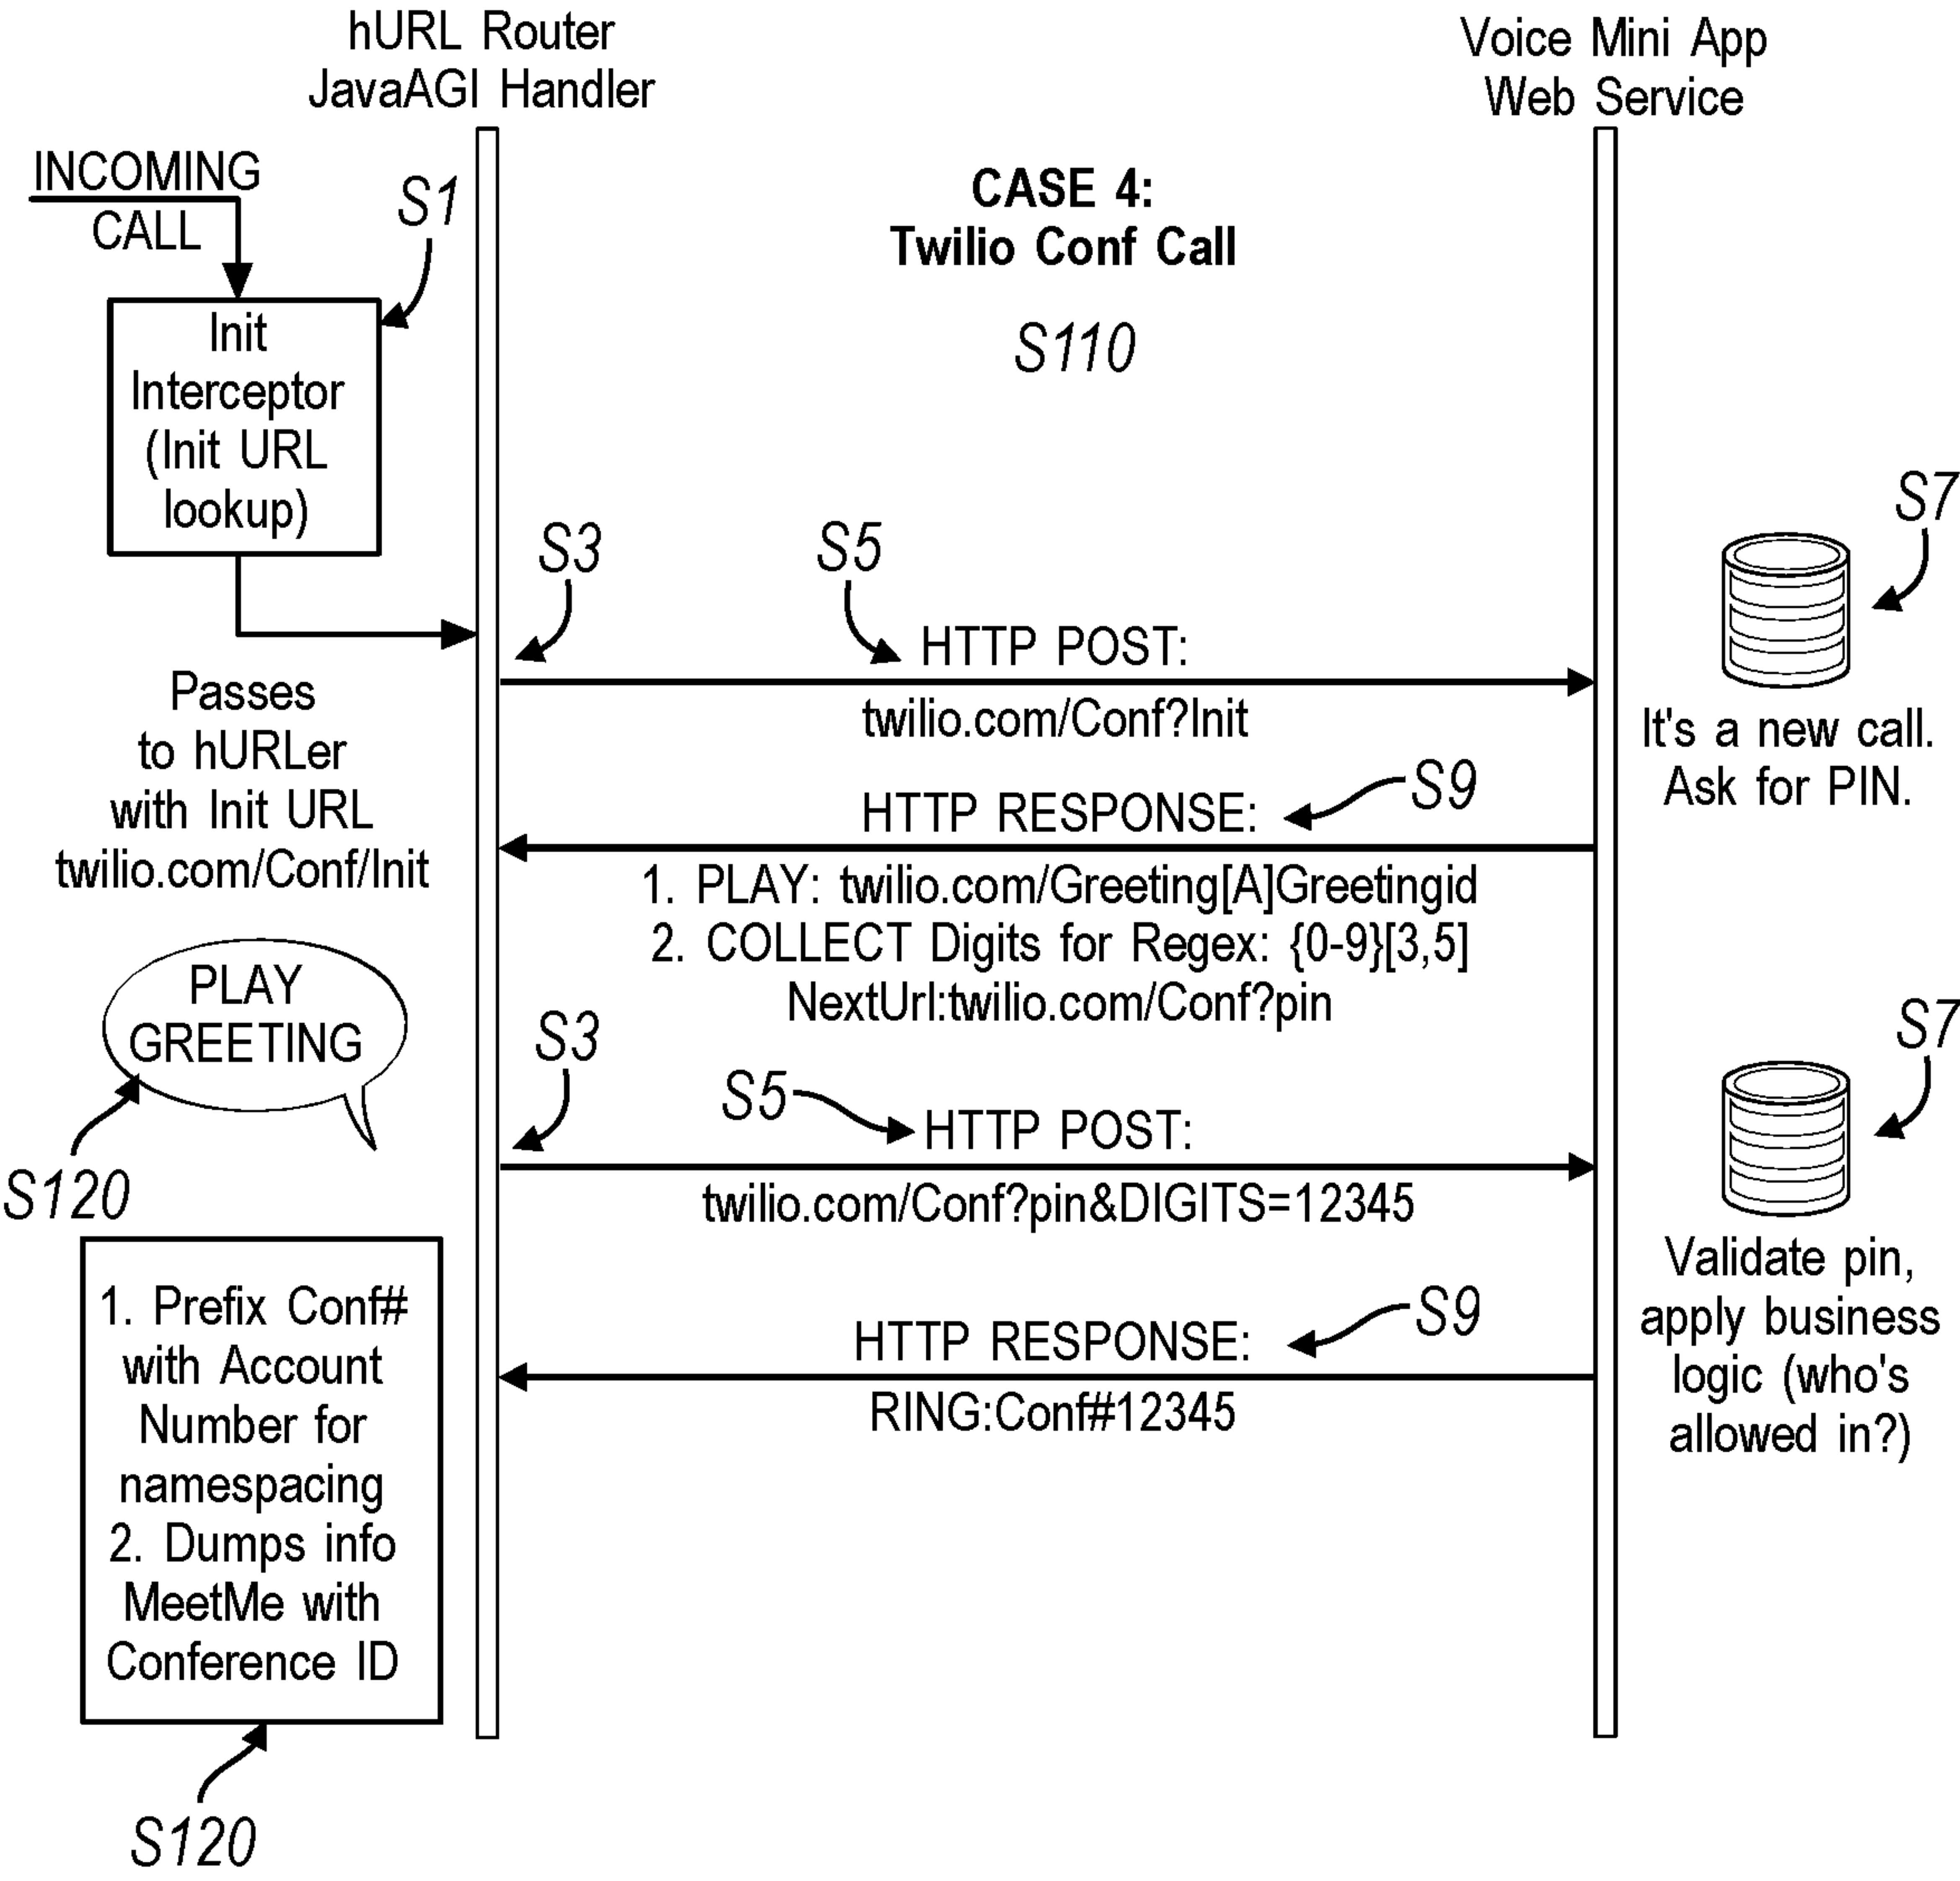 hURL Router
JavaAGI Handler
Voice Mini App
Web Service
INCOMING
CALL
S1
CASE 4:
Twilio Conf Call
S110
Init
Interceptor
(Init URL
lookup)
S3
S5
S7
HTTP POST:
twilio.com/Conf?Init
It's a new call.
Ask for PIN.
Passes
to hURLer
with Init URL
twilio.com/Conf/Init
S9
HTTP RESPONSE:
1. PLAY: twilio.com/Greeting[A]Greetingid
2. COLLECT Digits for Regex: {0-9}[3,5]
NextUrl:twilio.com/Conf?pin
PLAY
GREETING
S120
S3
S5
S7
HTTP POST:
twilio.com/Conf?pin&DIGITS=12345
Validate pin,
apply business
logic (who's
allowed in?)
S9
HTTP RESPONSE:
RING:Conf#12345
1. Prefix Conf#
with Account
Number for
namespacing
2. Dumps info
MeetMe with
Conference ID
S120